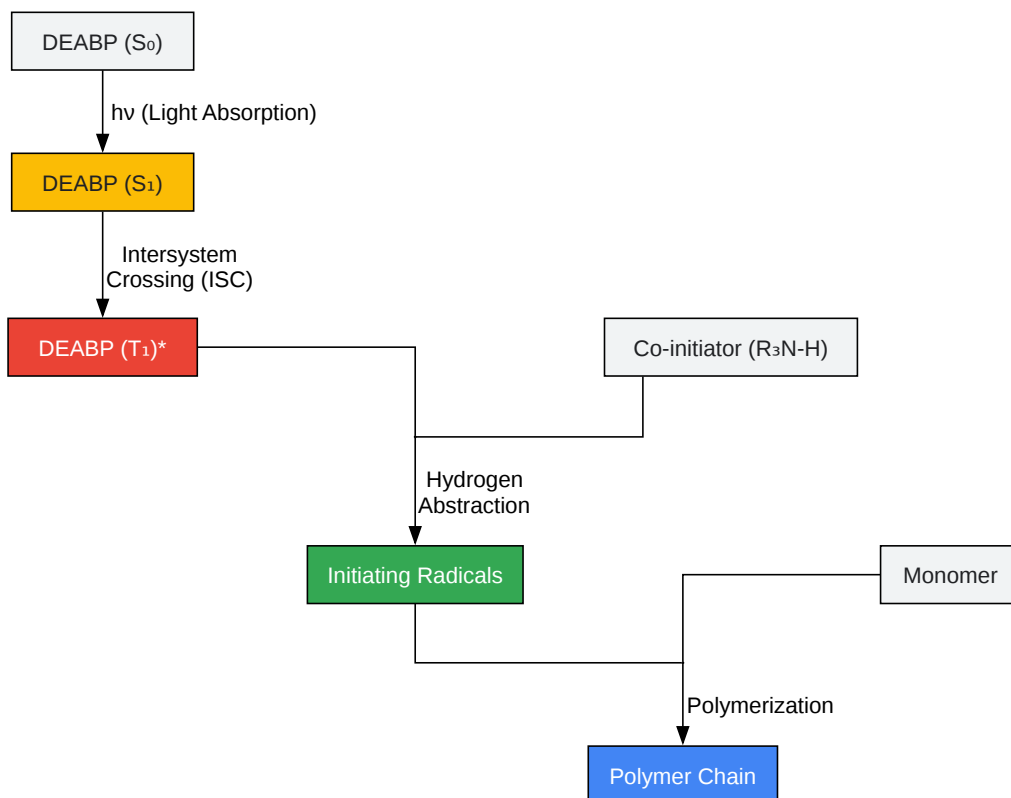 DEABP (S₀)
hν (Light Absorption)
DEABP (S₁)
Intersystem
Crossing (ISC)
DEABP (T₁)*
Co-initiator (R₃N-H)
Hydrogen
Abstraction
Initiating Radicals
Monomer
Polymerization
Polymer Chain